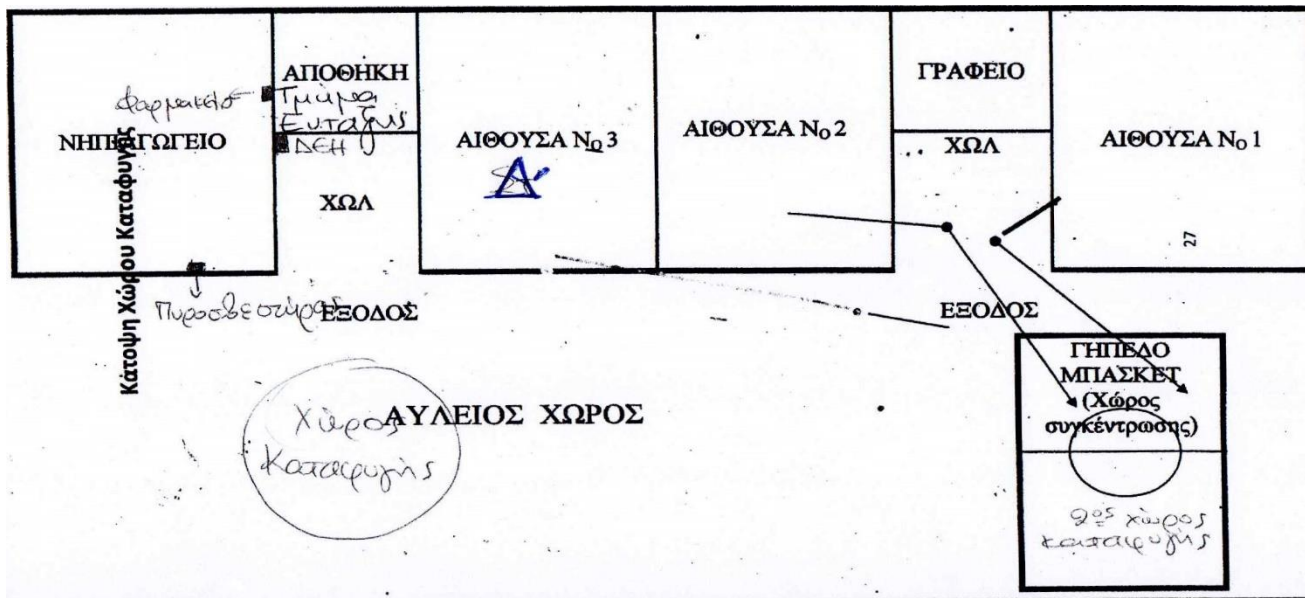 Κάτοψη Χώρου Καταφυγής
ΝΗΠΙΑΓΩΓΕΙΟ
φαρμακείο
Πυροσβεστήρας
ΑΠΟΘΗΚΗ
Τμήμα
Ένταξης
ΔΕΗ
ΧΩΛ
ΕΞΟΔΟΣ
ΑΙΘΟΥΣΑ Νο 3
Δ
ΑΙΘΟΥΣΑ Νο 2
ΓΡΑΦΕΙΟ
ΧΩΛ
ΑΙΘΟΥΣΑ Νο 1
27
ΕΞΟΔΟΣ
ΓΗΠΕΔΟ
ΜΠΑΣΚΕΤ
(Χώρος
συγκέντρωσης)
2ος χώρος
καταφυγής
ΑΥΛΕΙΟΣ ΧΩΡΟΣ
Χώρος
Καταφυγής